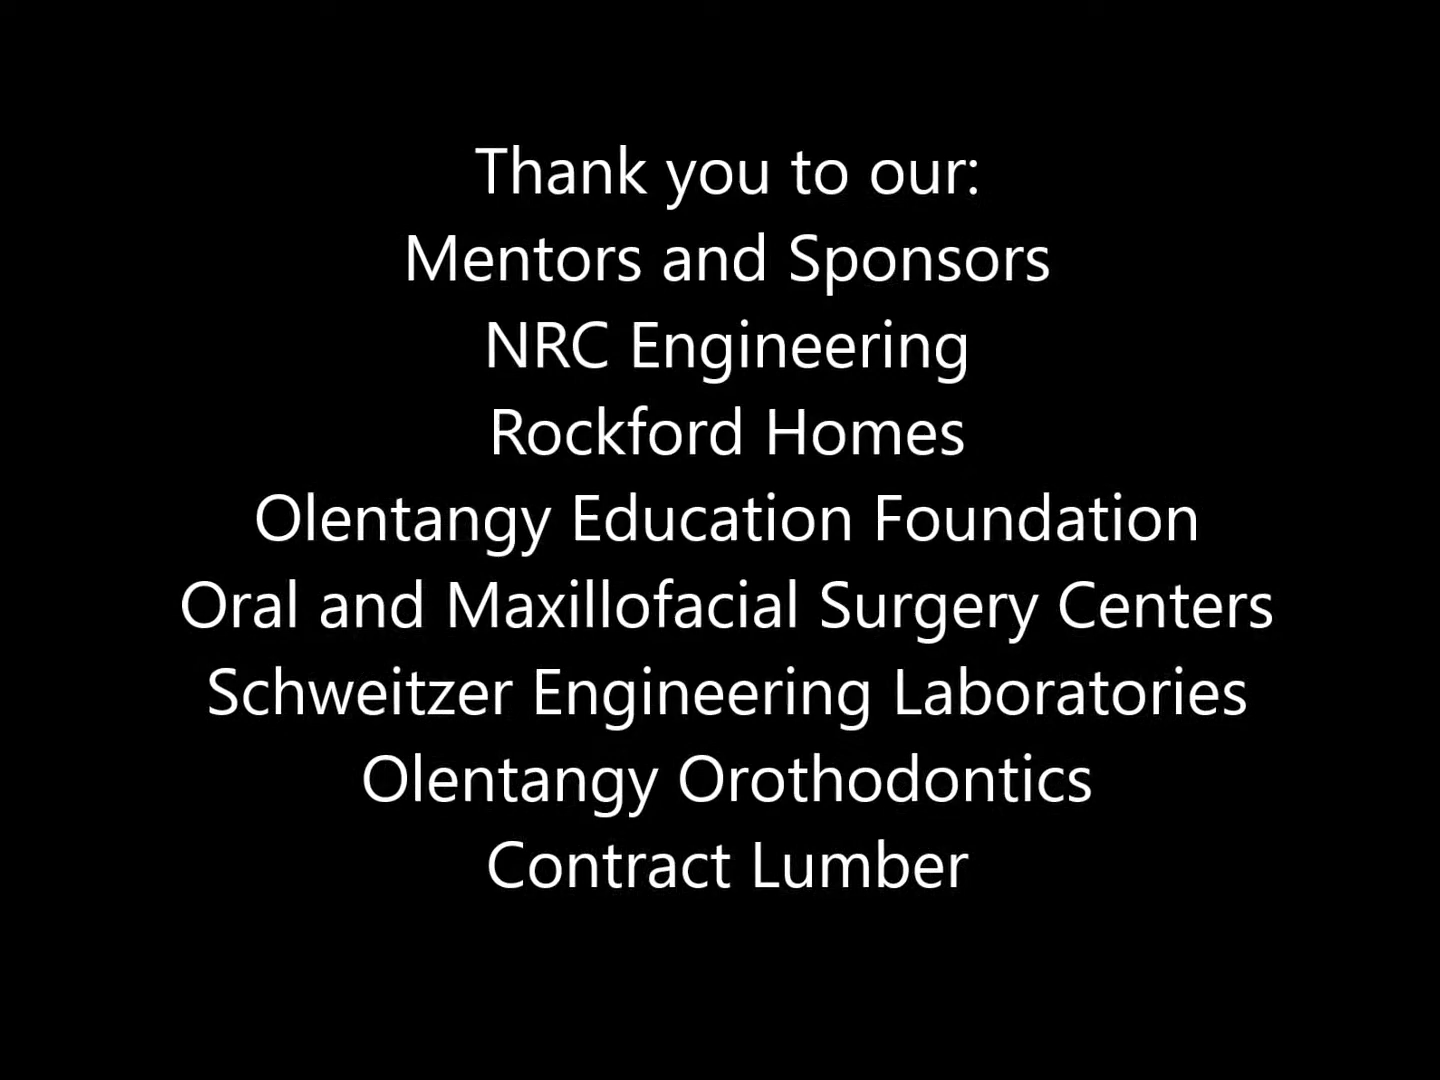 Thank you to our:
Mentors and Sponsors
NRC Engineering
Rockford Homes
Olentangy Education Foundation
Oral and Maxillofacial Surgery Centers
Schweitzer Engineering Laboratories
Olentangy Orothodontics
Contract Lumber